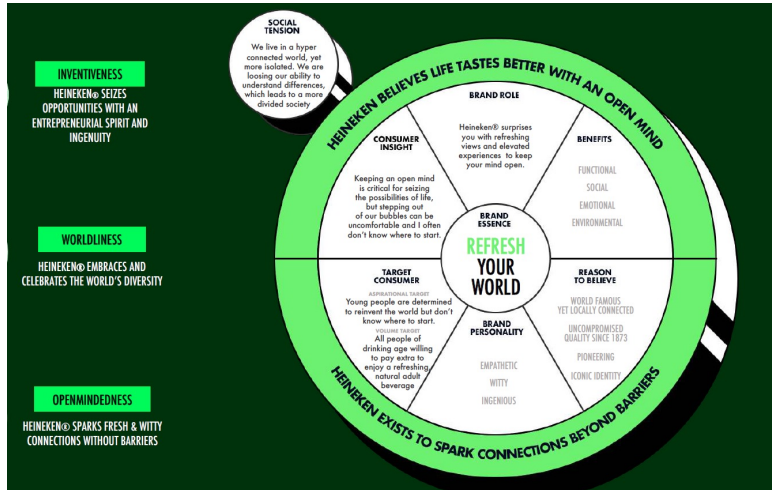 SOCIAL
TENSION
We live in a hyper
connected world, yet
more isolated. We are
loosing our ability to
understand differences,
which leads to a more
divided society
INVENTIVENESS
HEINEKEN® SEIZES
OPPORTUNITIES WITH AN
ENTREPRENEURIAL SPIRIT AND
INGENUITY
WORLDLINESS
HEINEKEN® EMBRACES AND
CELEBRATES THE WORLD'S DIVERSITY
OPENMINDEDNESS
HEINEKEN® SPARKS FRESH & WITTY
CONNECTIONS WITHOUT BARRIERS
HEINEKEN BELIEVES LIFE TASTES BETTER WITH AN OPEN MIND
BRAND ROLE
Heineken® surprises
you with refreshing
views and elevated
experiences to keep
your mind open.
CONSUMER
INSIGHT
Keeping an open mind
is critical for seizing
the possibilities of life,
but stepping out
of our bubbles can be
uncomfortable and I often
don't know where to start.
BENEFITS
FUNCTIONAL
SOCIAL
EMOTIONAL
ENVIRONMENTAL
BRAND
ESSENCE
REFRESH
YOUR
WORLD
TARGET
CONSUMER
ASPIRATIONAL TARGET
Young people are determined
to reinvent the world but don't
know where to start.
VOLUME TARGET
All people of
drinking age willing
to pay extra to
enjoy a refreshing,
natural adult
beverage
BRAND
PERSONALITY
EMPATHETIC
WITTY
INGENIOUS
REASON
TO BELIEVE
WORLD FAMOUS
YET LOCALLY CONNECTED
UNCOMPROMISED
QUALITY SINCE 1873
PIONEERING
ICONIC IDENTITY
HEINEKEN EXISTS TO SPARK CONNECTIONS BEYOND BARRIERS